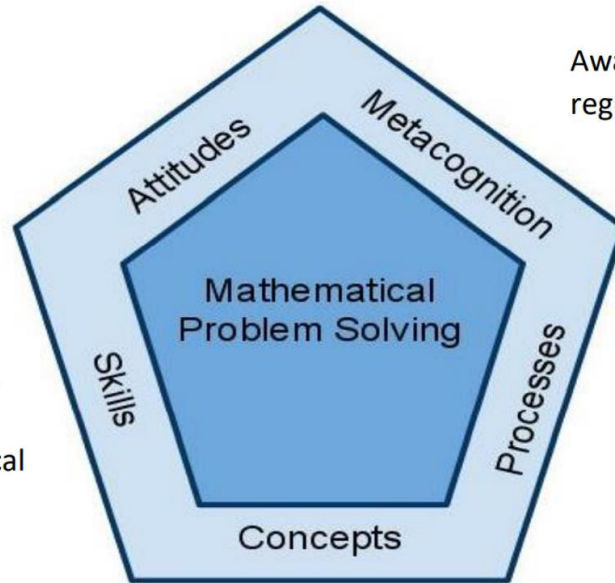 Attitudes
Metacognition
Mathematical
Problem Solving
Skills
Processes
Concepts